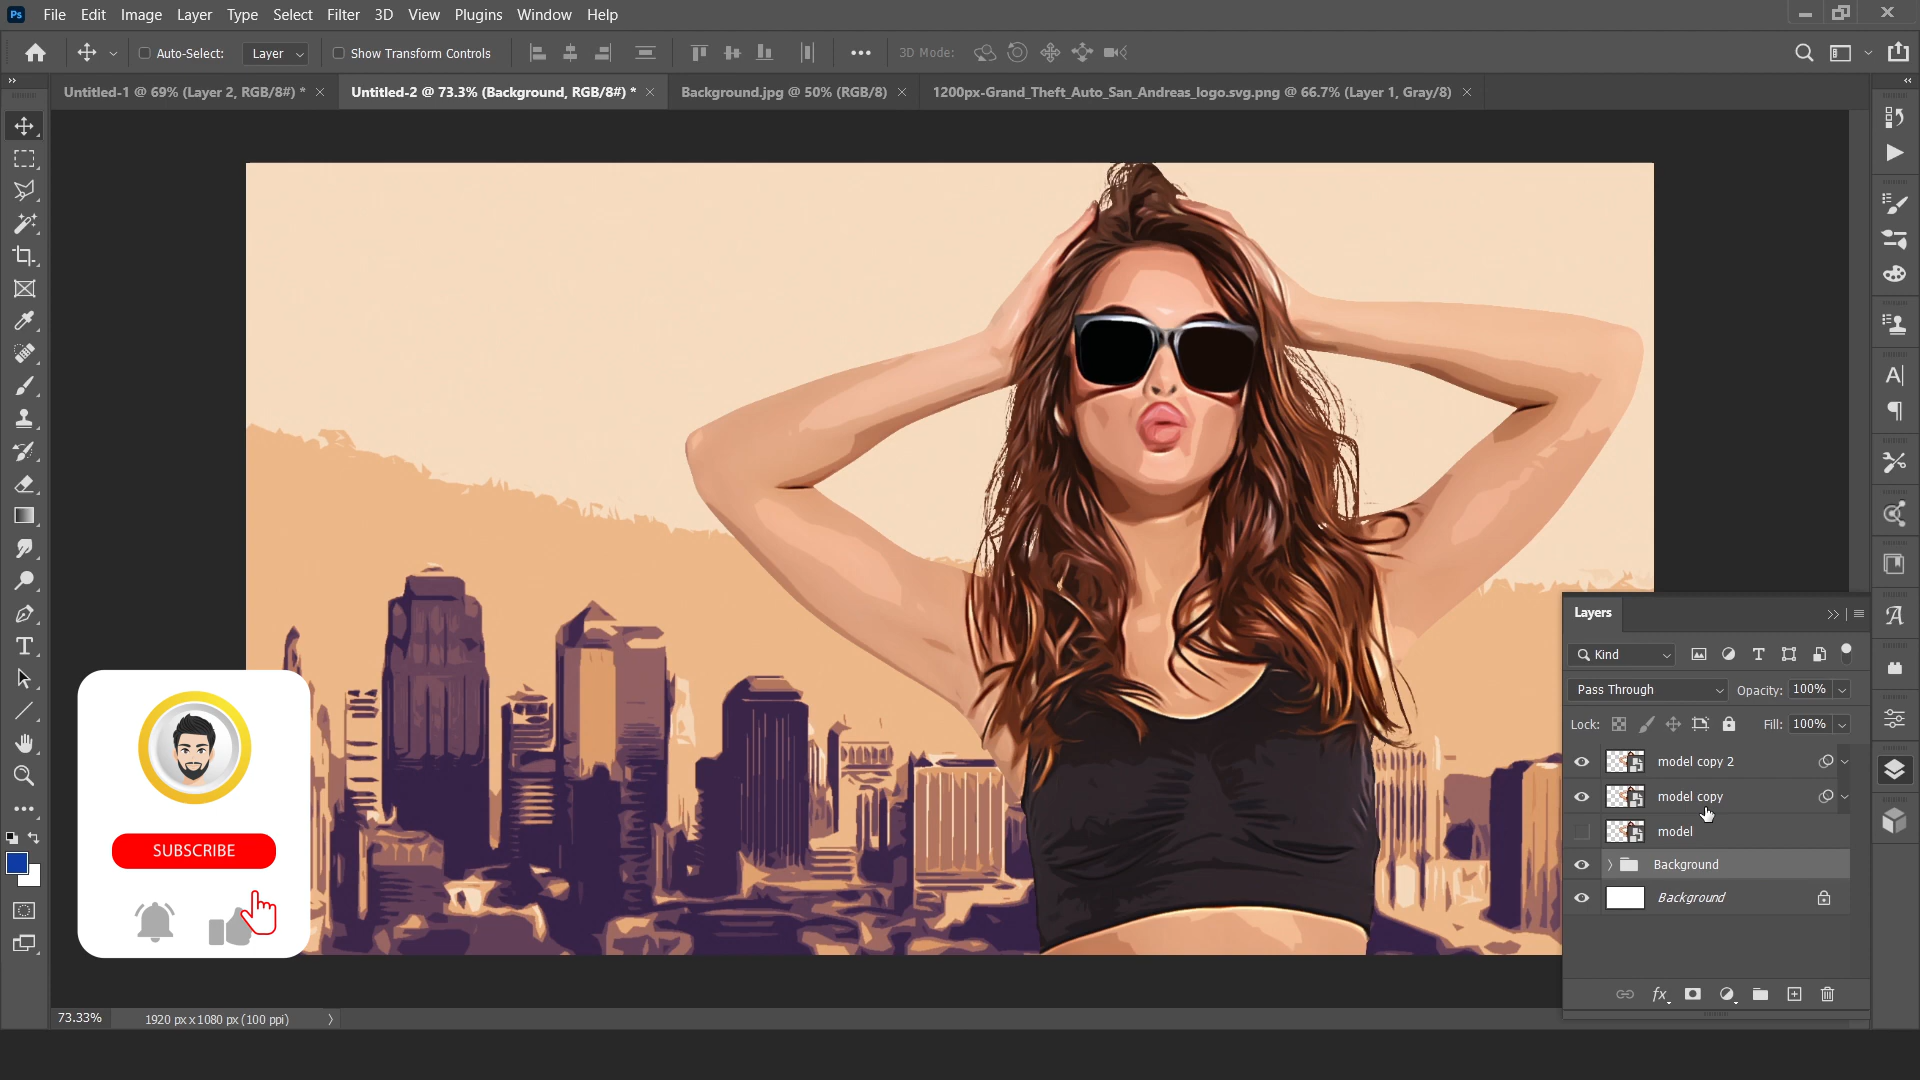 Ps File Edit Image Layer Type Select Filter 3D View Plugins Window Help
Auto-Select: Layer Show Transform Controls 3D Mode:
Untitled-1 @ 69% (Layer 2, RGB/8#) *
Untitled-2 @ 73.3% (Background, RGB/8#) *
Background.jpg @ 50% (RGB/8)
1200px-Grand_Theft_Auto_San_Andreas_logo.svg.png @ 66.7% (Layer 1, Gray/8)
Layers
Kind
Pass Through Opacity: 100%
Lock: Fill: 100%
model copy 2
model copy
model
Background
Background
fx
SUBSCRIBE
73.33% 1920 px x 1080 px (100 ppi)